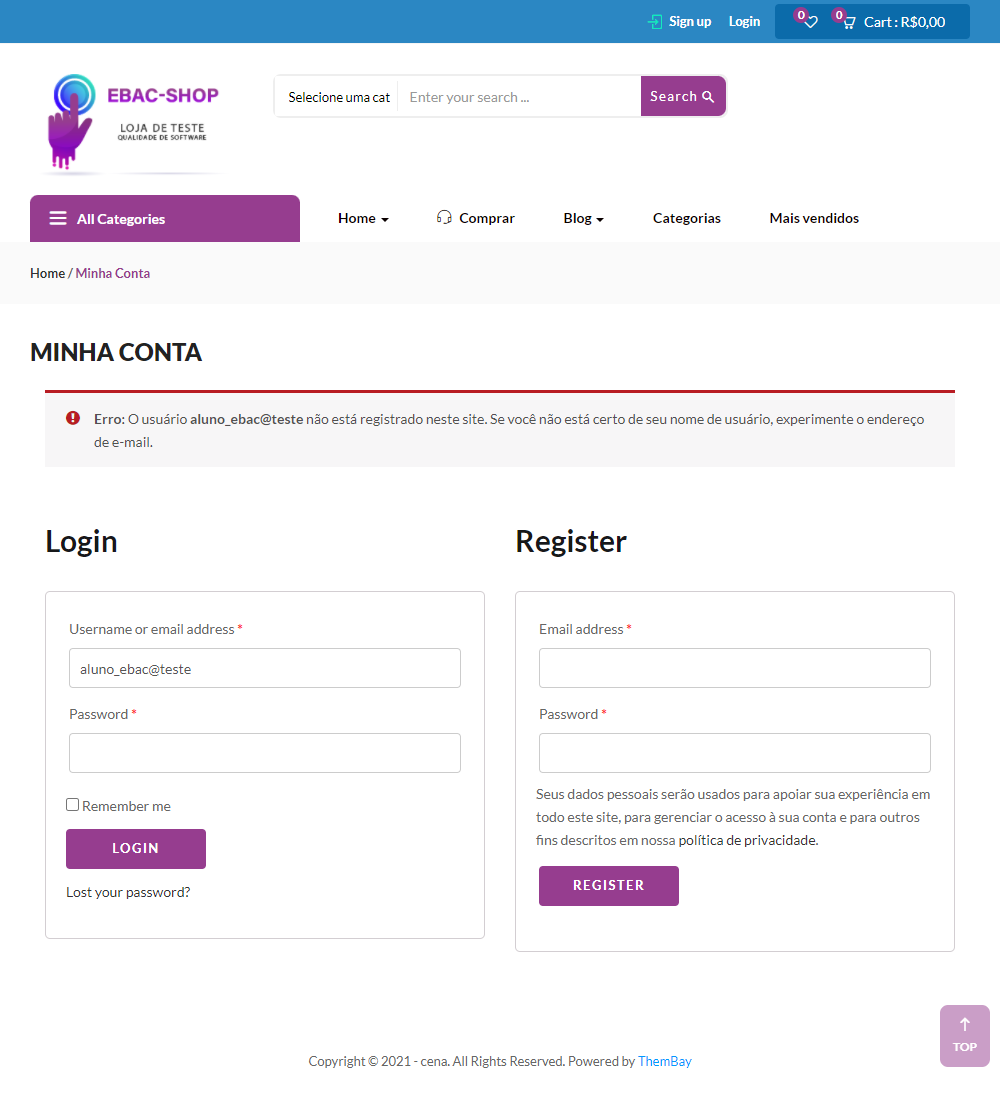 Sign up Login 0 0 Cart : R$0,00
EBAC-SHOP
LOJA DE TESTE
QUALIDADE DE SOFTWARE
Selecione uma cat Enter your search ... Search
All Categories Home Comprar Blog Categorias Mais vendidos
Home / Minha Conta
MINHA CONTA
Erro: O usuário aluno_ebac@teste não está registrado neste site. Se você não está certo de seu nome de usuário, experimente o endereço
de e-mail.
Login
Username or email address *
aluno_ebac@teste
Password *
Remember me
LOGIN
Lost your password?
Register
Email address *
Password *
Seus dados pessoais serão usados para apoiar sua experiência em
todo este site, para gerenciar o acesso à sua conta e para outros
fins descritos em nossa política de privacidade.
REGISTER
TOP
Copyright © 2021 - cena. All Rights Reserved. Powered by ThemBay